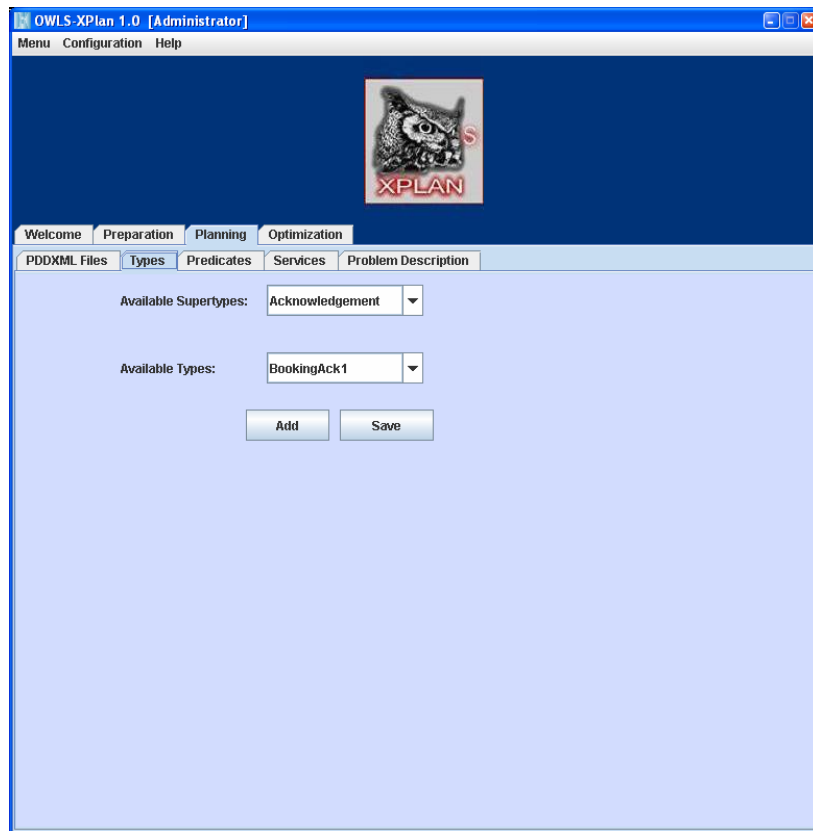 OWLS-XPlan 1.0 [Administrator]
Menu Configuration Help
S
XPLAN
Welcome Preparation Planning Optimization
PDDXML Files Types Predicates Services Problem Description
Available Supertypes: Acknowledgement
Available Types: BookingAck1
Add Save